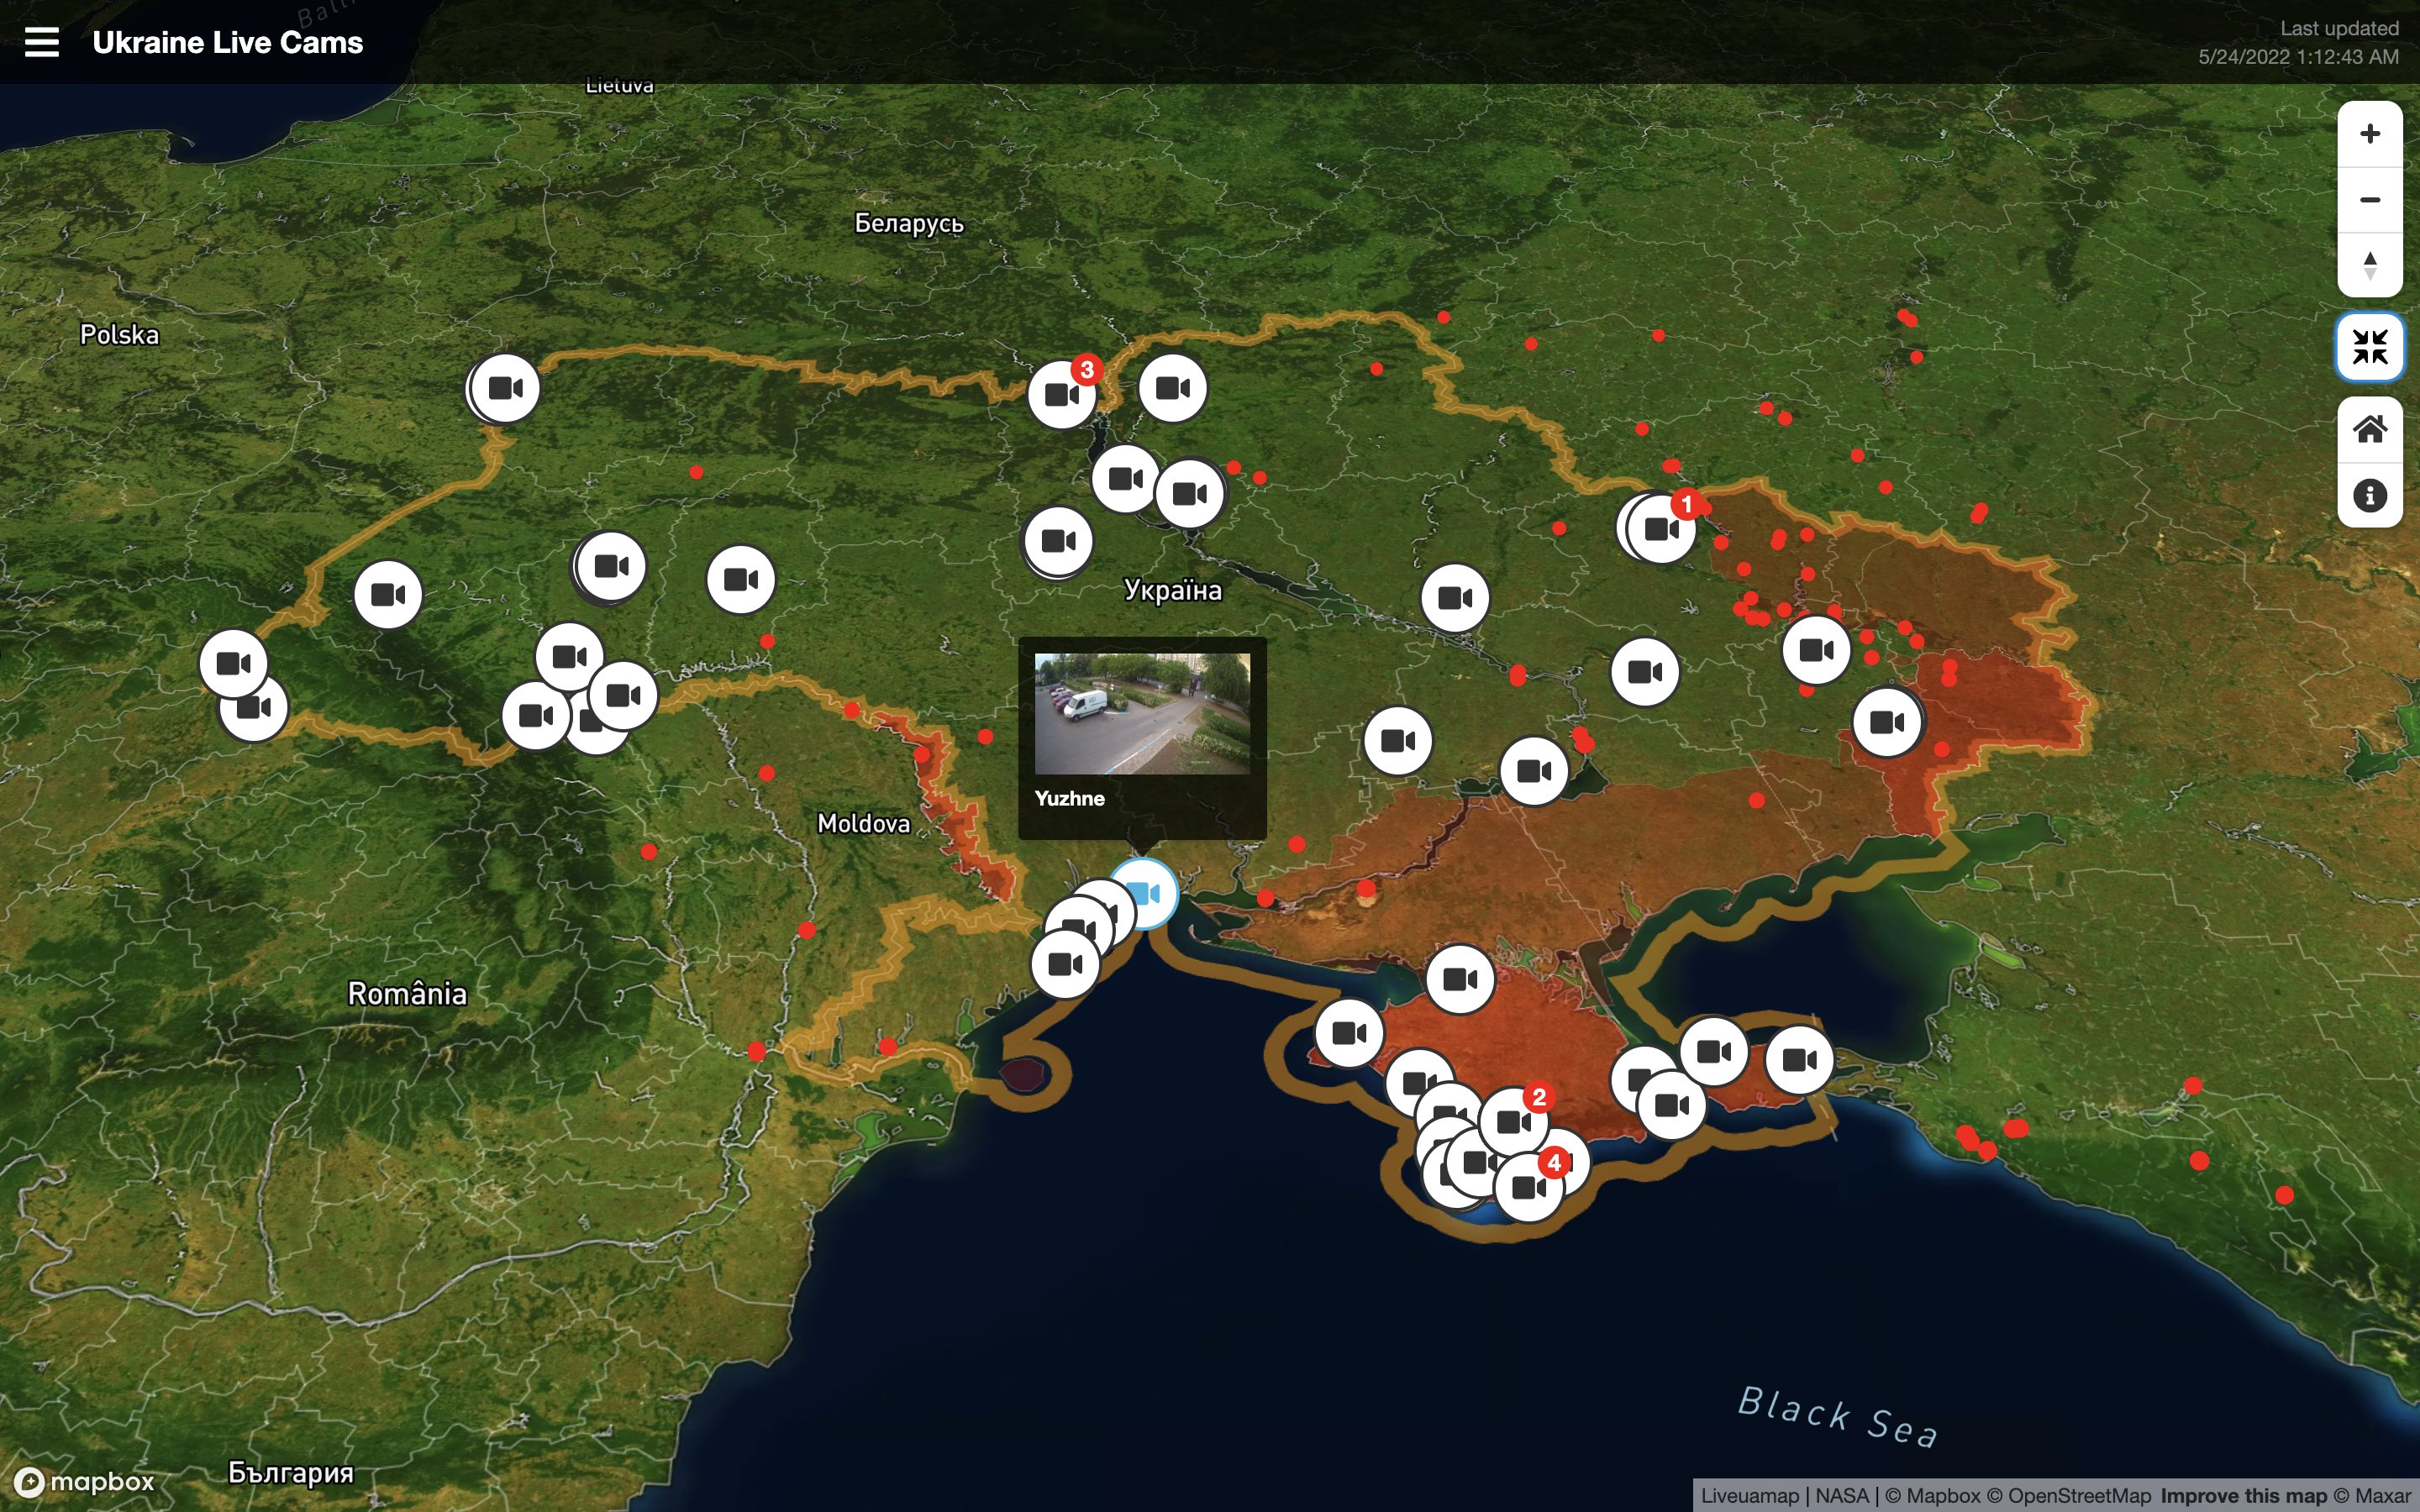 Ukraine Live Cams
Last updated
5/24/2022 1:12:43 AM
Lietuva
Беларусь
Polska
3
1
Україна
Yuzhne
Moldova
România
2
4
Black Sea
България
mapbox
Liveuamap | NASA | © Mapbox © OpenStreetMap Improve this map © Maxar